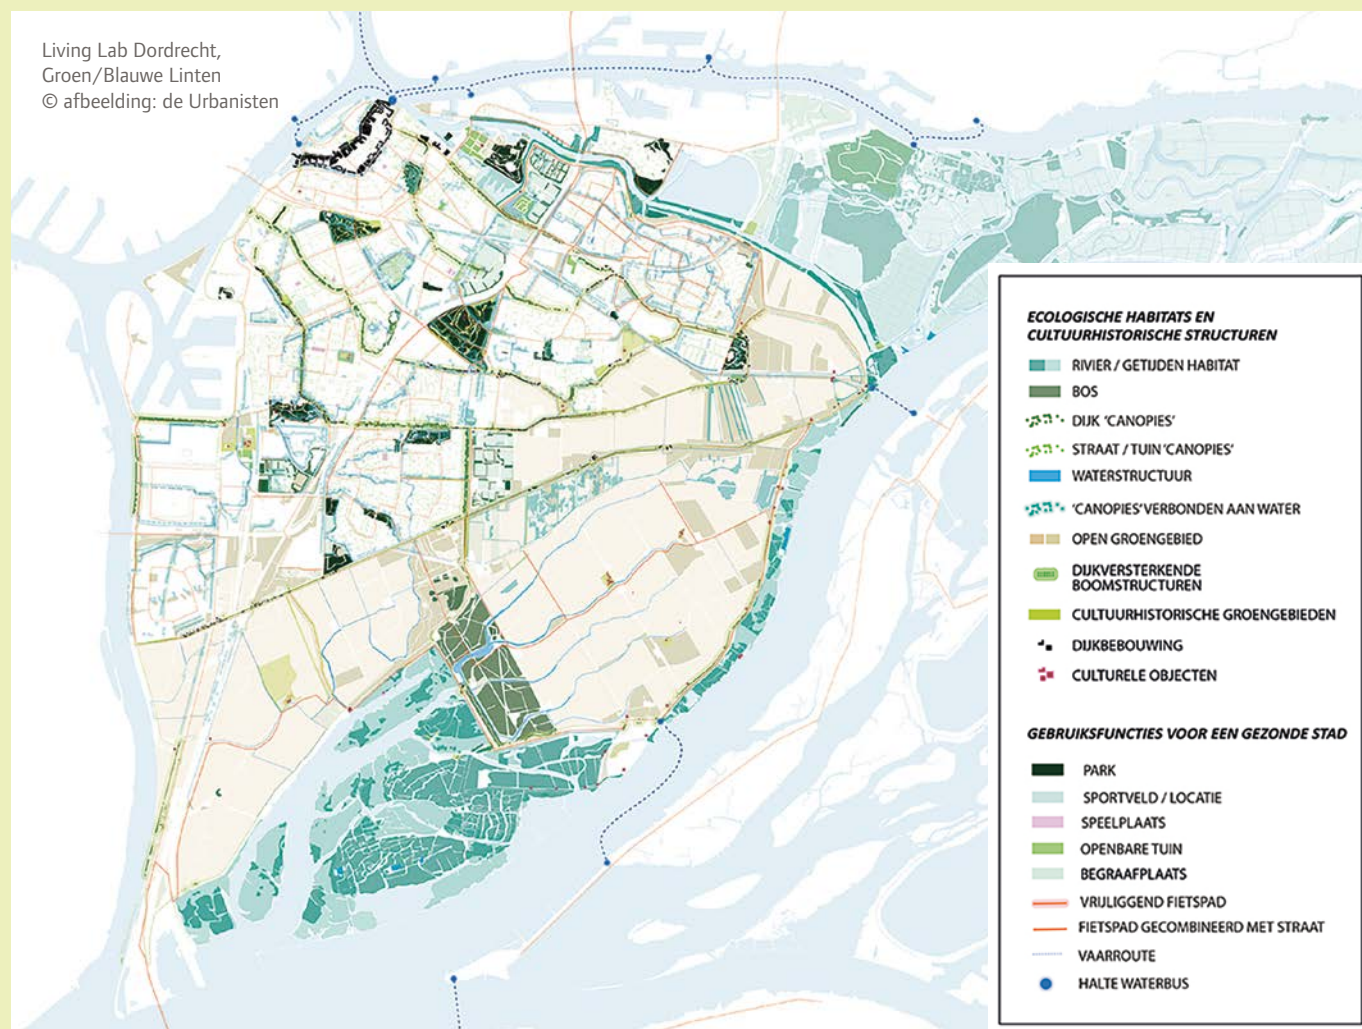 Living Lab Dordrecht,
Groen/Blauwe Linten
© afbeelding: de Urbanisten
ECOLOGISCHE HABITATS EN
CULTUURHISTORISCHE STRUCTUREN
RIVIER / GETIJDEN HABITAT
BOS
DIJK 'CANOPIES'
STRAAT / TUIN 'CANOPIES'
WATERSTRUCTUUR
'CANOPIES' VERBONDEN AAN WATER
OPEN GROENGEBIED
DIJKVERSTERKENDE
BOOMSTRUCTUREN
CULTUURHISTORISCHE GROENGEBIEDEN
DIJKBEBOUWING
CULTURELE OBJECTEN
GEBRUIKSFUNCTIES VOOR EEN GEZONDE STAD
PARK
SPORTVELD / LOCATIE
SPEELPLAATS
OPENBARE TUIN
BEGRAAFPLAATS
VRIJLIGGEND FIETSPAD
FIETSPAD GECOMBINEERD MET STRAAT
VAARROUTE
HALTE WATERBUS